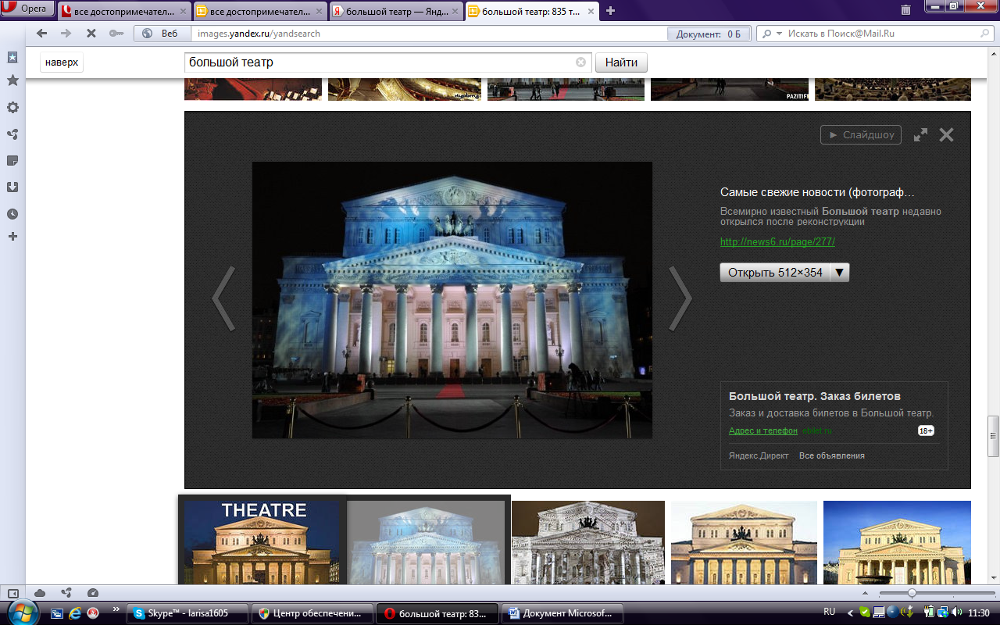 Opera
все достопримечател...
все достопримечател...
большой театр — Янд...
большой театр: 835 т...
Веб
images.yandex.ru/yandsearch
Документ: 0 Б
Искать в Поиск@Mail.Ru
наверх
большой театр
Найти
PAZITIFF
Слайдшоу
Самые свежие новости (фотограф…
Всемирно известный Большой театр недавно
открылся после реконструкции
http://news6.ru/page/277/
Открыть 512×354
Большой театр. Заказ билетов
Заказ и доставка билетов в Большой театр.
Адрес и телефон ebilet.ru
18+
Яндекс.Директ Все объявления
THEATRE
Skype™ - larisa1605
Центр обеспечени...
большой театр: 83...
Документ Microsof...
RU
11:30